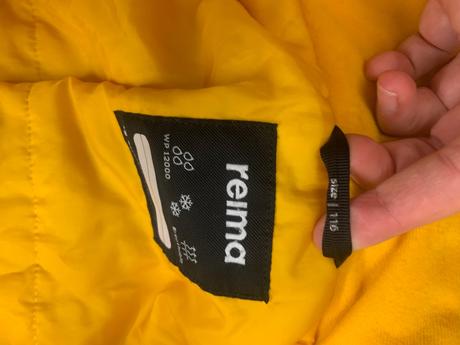 reima
size | 116
WP 12000